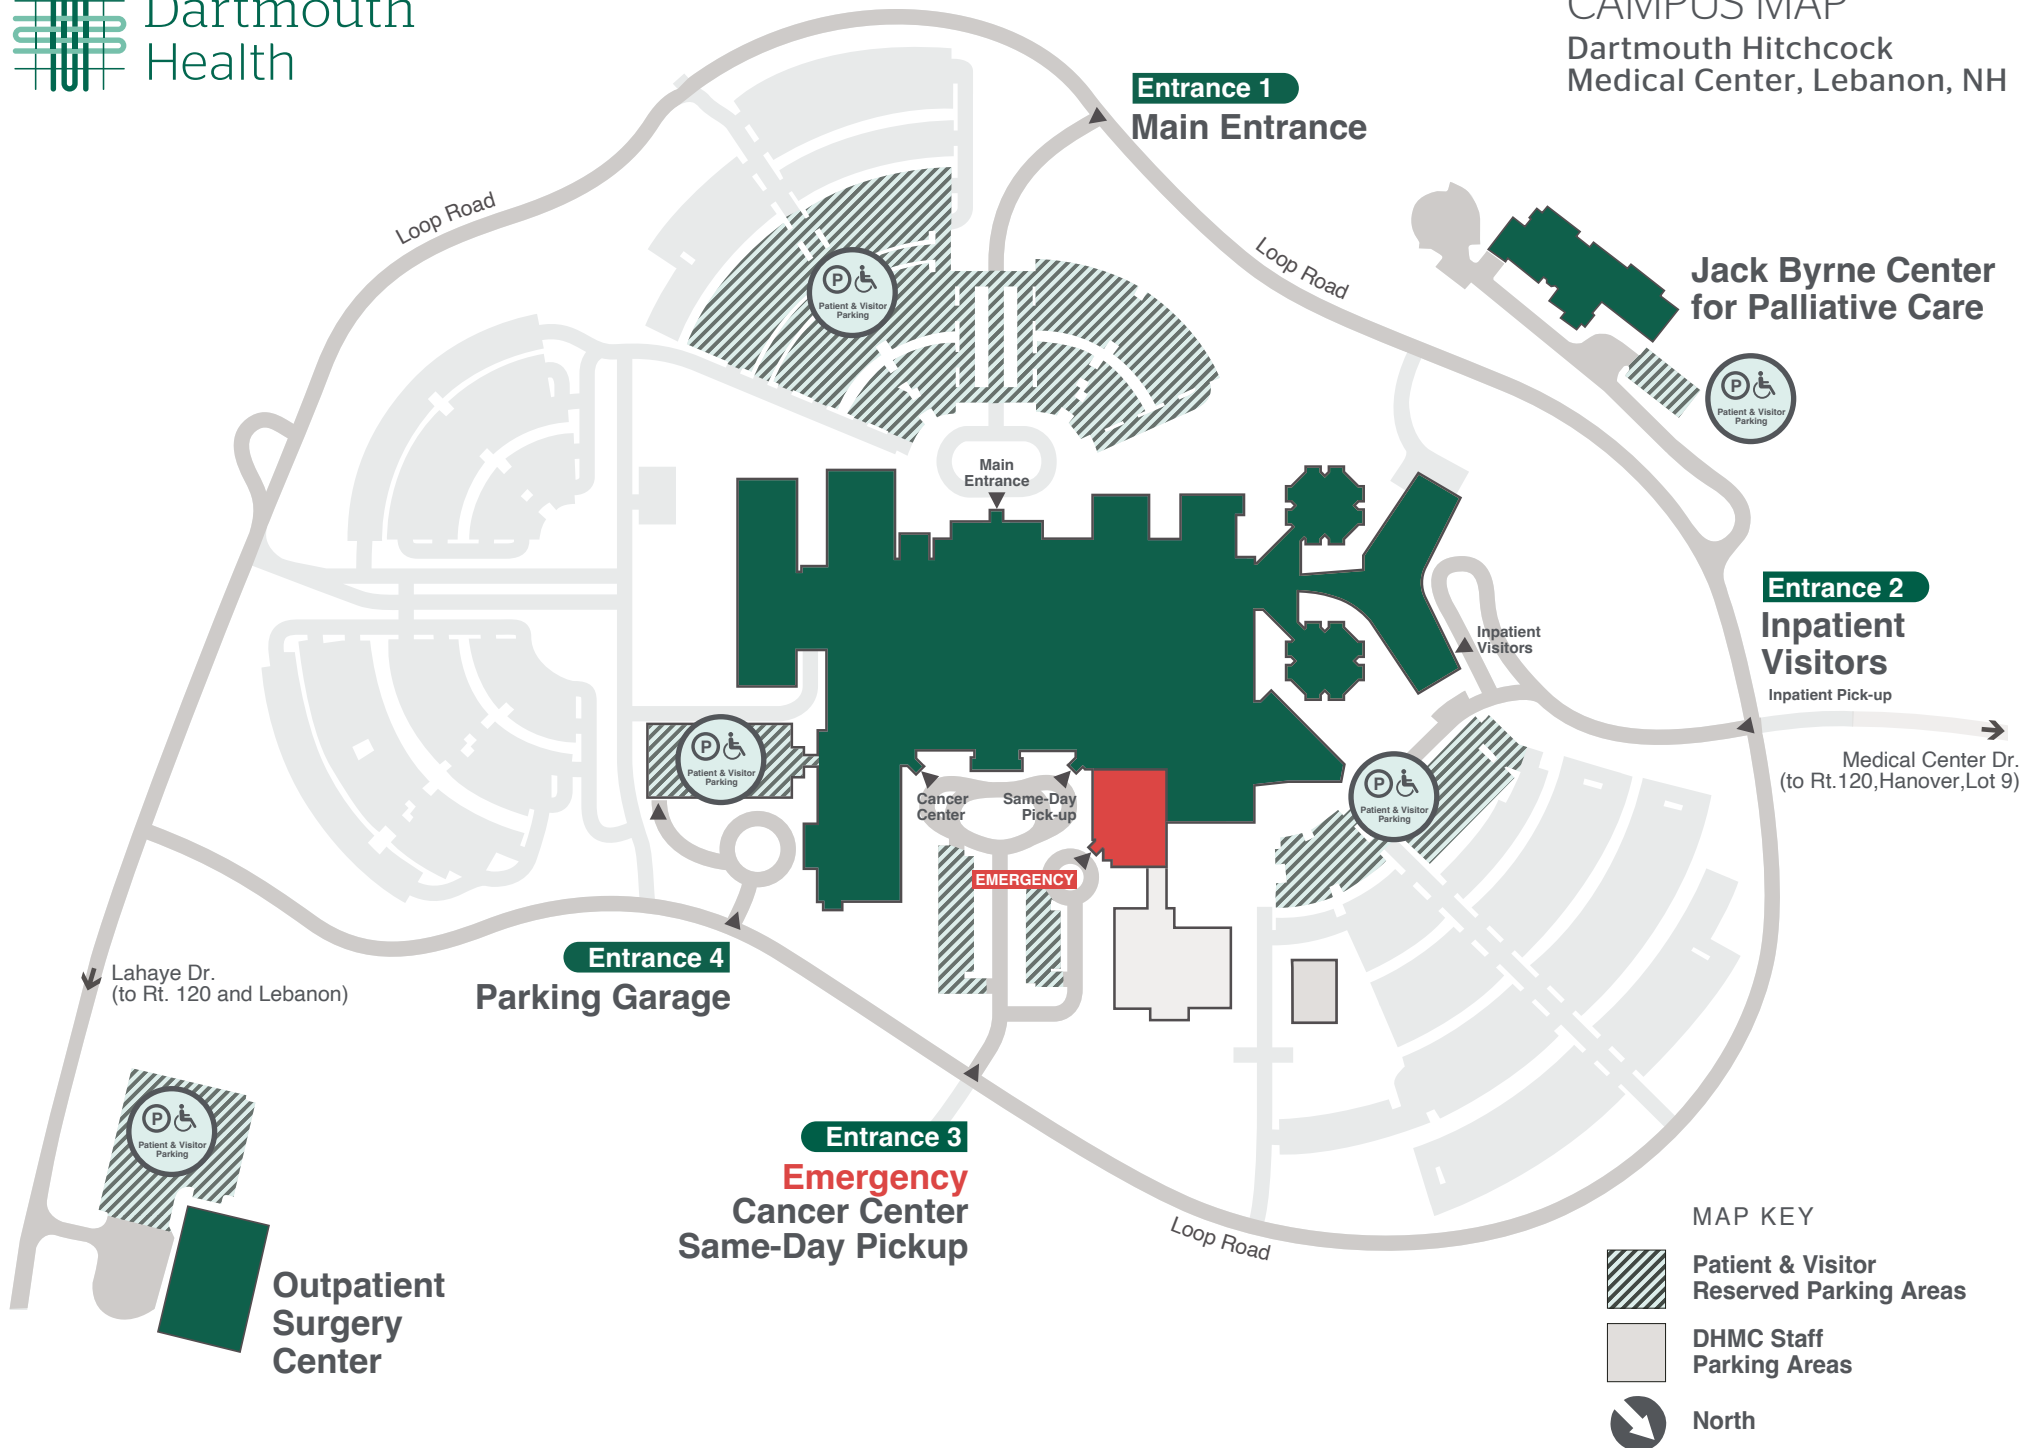 Dartmouth
Health
CAMPUS MAP
Dartmouth Hitchcock
Medical Center, Lebanon, NH
Entrance 1
Main Entrance
Loop Road
Loop Road
Jack Byrne Center
for Palliative Care
P
Patient & Visitor
Parking
P
Patient & Visitor
Parking
Main
Entrance
Entrance 2
Inpatient
Visitors
Inpatient Pick-up
Inpatient
Visitors
Medical Center Dr.
(to Rt.120,Hanover,Lot 9)
P
Patient & Visitor
Parking
P
Patient & Visitor
Parking
Cancer
Center
Same-Day
Pick-up
EMERGENCY
Entrance 4
Parking Garage
Lahaye Dr.
(to Rt. 120 and Lebanon)
P
Patient & Visitor
Parking
Entrance 3
Emergency
Cancer Center
Same-Day Pickup
Loop Road
Outpatient
Surgery
Center
MAP KEY
Patient & Visitor
Reserved Parking Areas
DHMC Staff
Parking Areas
North